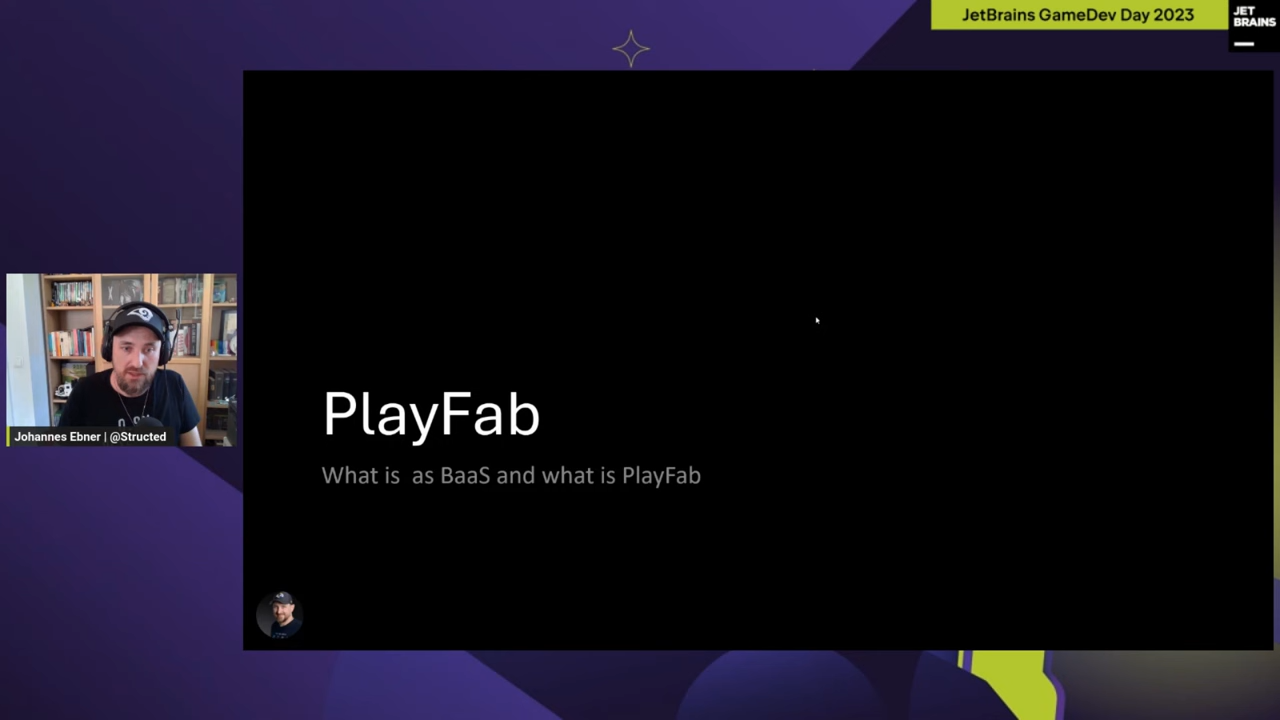 JetBrains GameDev Day 2023
JET
BRAINS
PlayFab
What is  as BaaS and what is PlayFab
Johannes Ebner | @Structed